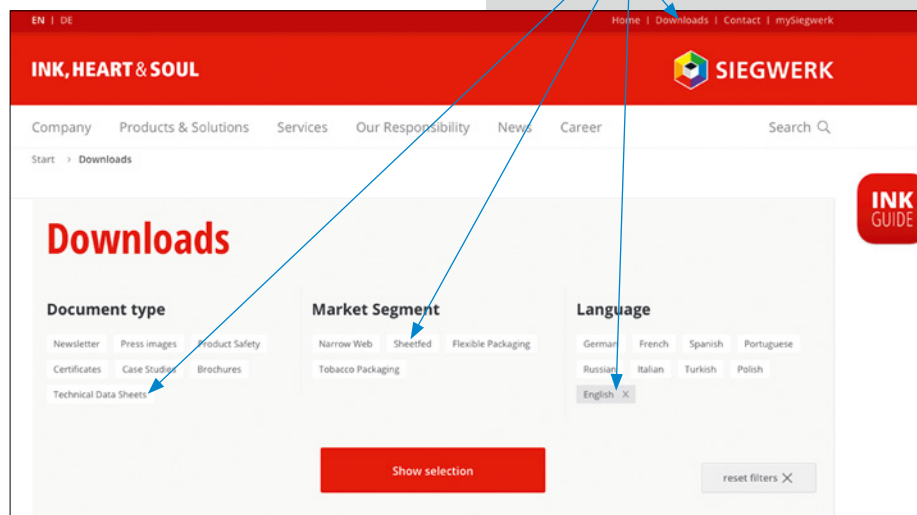 EN | DE
Home | Downloads | Contact | mySiegwerk
INK, HEART & SOUL
SIEGWERK
Company Products & Solutions Services Our Responsibility News Career Search
Start > Downloads
INK
GUIDE
Downloads
Document type Market Segment Language
Newsletter Press images Product Safety Narrow Web Sheetfed Flexible Packaging German French Spanish Portuguese
Certificates Case Studies Brochures Tobacco Packaging Russian Italian Turkish Polish
Technical Data Sheets English X
Show selection
reset filters X